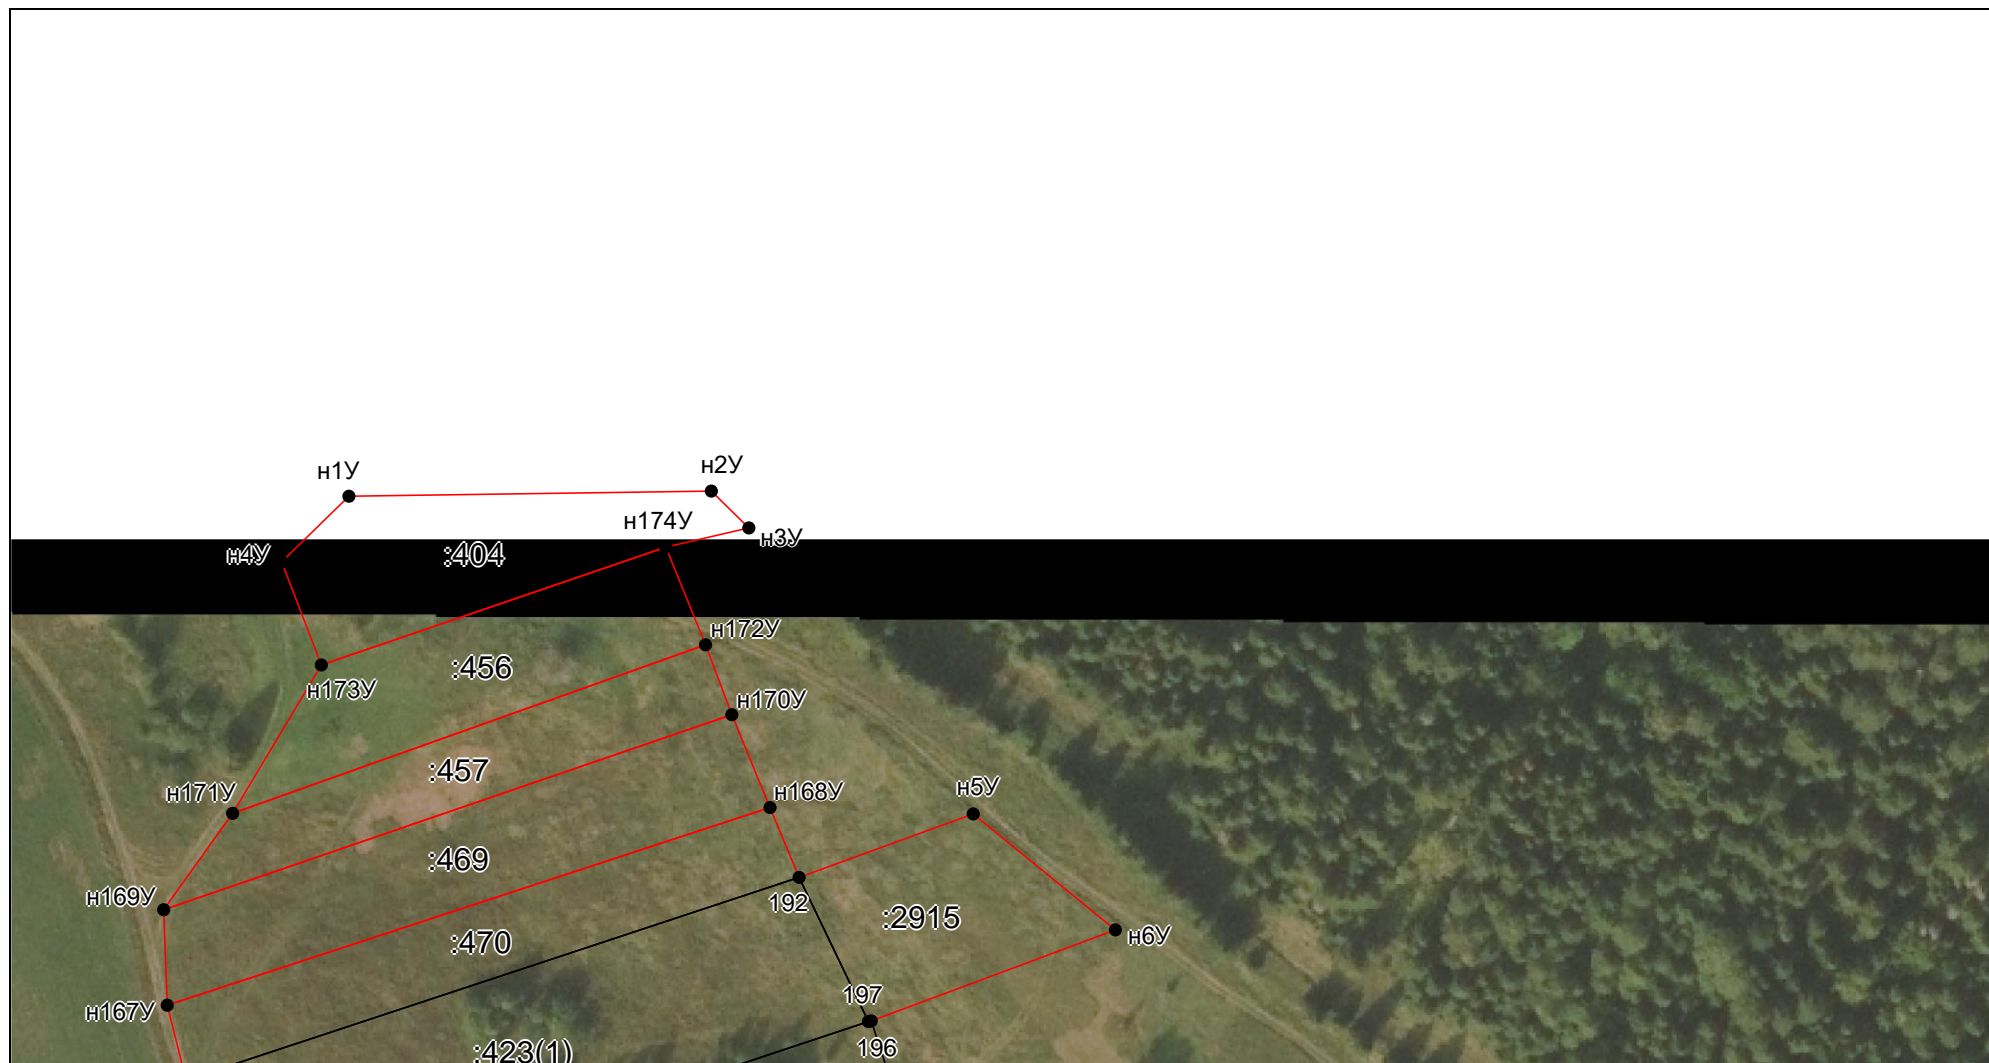 н1У
н2У
н174У
н3У
н4У
:404
н172У
:456
н173У
н170У
:457
н171У
н168У
н5У
:469
н169У
192
:2915
н6У
:470
197
н167У
196
:423(1)